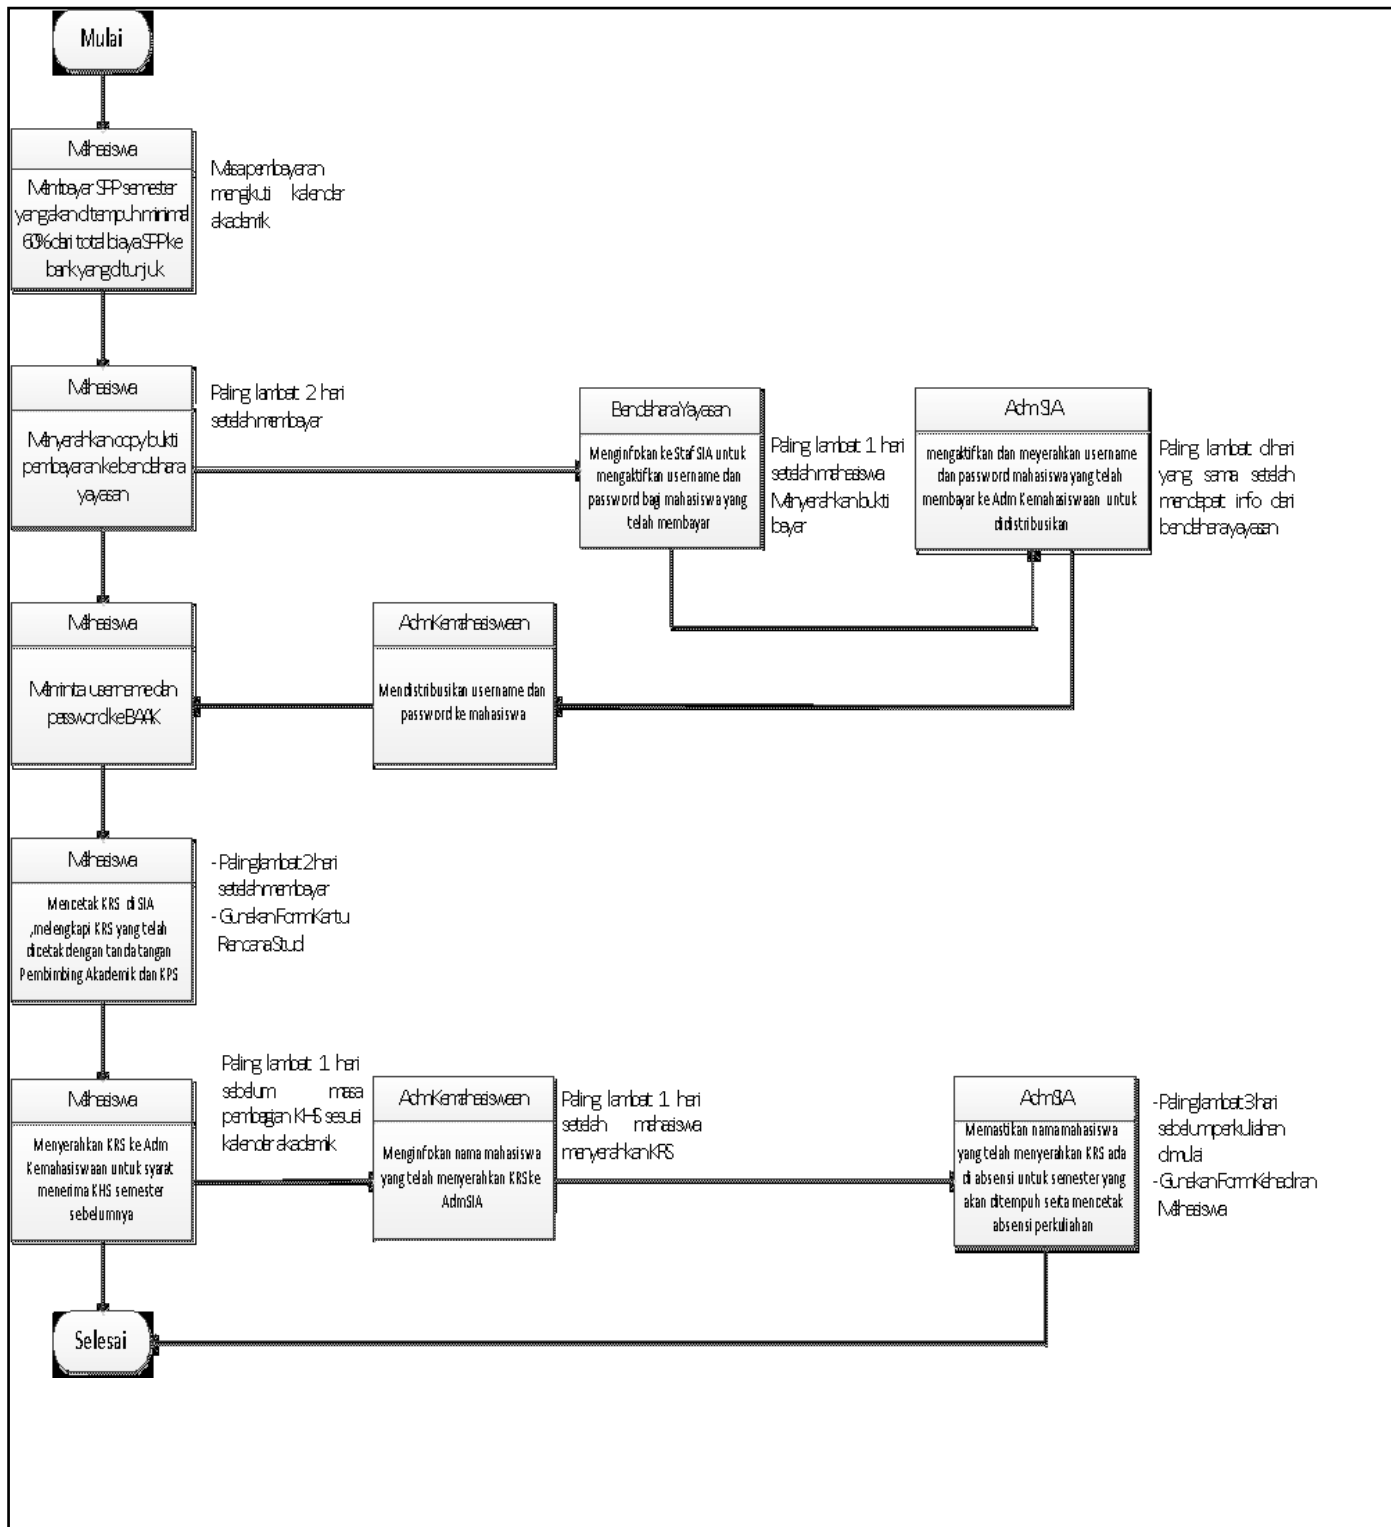 Mulai
Mahasiswa
Membayar SPP semester
yang akan ditempuh minimal
60% dari total biaya SPP ke
bank yang ditunjuk
Masa pembayaran
mengikuti kalender
akademik
Mahasiswa
Menyerahkan copy bukti
pembayaran ke bendahara
yayasan
Paling lambat 2 hari
setelah membayar
Bendahara Yayasan
Menginfokan ke Staf SIA untuk
mengaktifkan username dan
password bagi mahasiswa yang
telah membayar
Paling lambat 1 hari
setelah mahasiswa
Menyerahkan bukti
bayar
Adm SIA
mengaktifkan dan meyerahkan username
dan password mahasiswa yang telah
membayar ke Adm Kemahasiswaan untuk
didistribusikan
Paling lambat dihari
yang sama setelah
mendapat info dari
bendahara yayasan
Mahasiswa
Meminta username dan
password ke BAAK
Adm Kemahasiswaan
Mendistribusikan username dan
password ke mahasiswa
Mahasiswa
Mencetak KRS di SIA
,melengkapi KRS yang telah
dicetak dengan tanda tangan
Pembimbing Akademik dan KPS
- Paling lambat 2 hari
setelah membayar
- Gunakan Form Kartu
Rencana Studi
Mahasiswa
Menyerahkan KRS ke Adm
Kemahasiswaan untuk syarat
menerima KHS semester
sebelumnya
Paling lambat 1 hari
sebelum masa
pembagian KHS sesuai
kalender akademik
Adm Kemahasiswaan
Menginfokan nama mahasiswa
yang telah menyerahkan KRS ke
Adm SIA
Paling lambat 1 hari
setelah mahasiswa
menyerahkan KRS
Adm SIA
Memastikan nama mahasiswa
yang telah menyerahkan KRS ada
di absensi untuk semester yang
akan ditempuh serta mencetak
absensi perkuliahan
- Paling lambat 3 hari
sebelum perkuliahan
dimulai
- Gunakan Form Kehadiran
Mahasiswa
Selesai